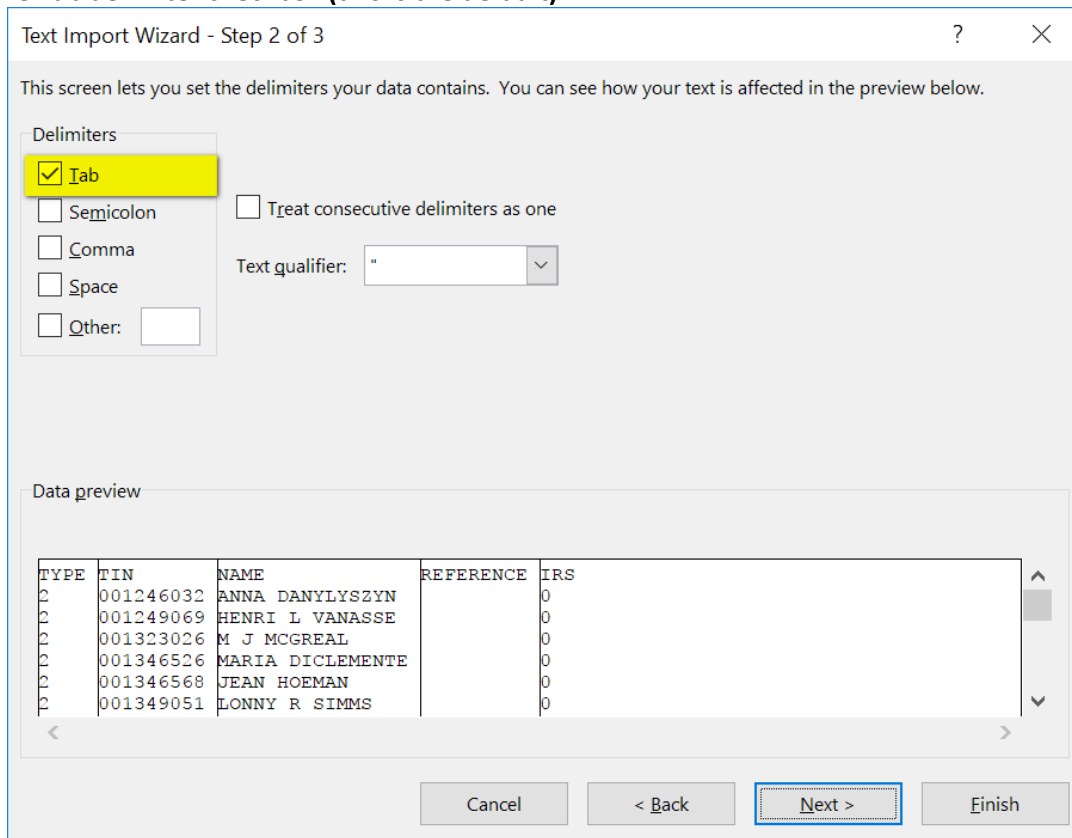 Text Import Wizard - Step 2 of 3 ?
This screen lets you set the delimiters your data contains. You can see how your text is affected in the preview below.
Delimiters
Tab
Semicolon
Treat consecutive delimiters as one
Comma
Text qualifier: "
Space
Other:
Data preview
TYPE TIN NAME REFERENCE IRS
2 001246032 ANNA DANYLYSZYN 0
2 001249069 HENRI L VANASSE 0
2 001323026 M J MCGREAL 0
2 001346526 MARIA DICLEMENTE 0
2 001346568 JEAN HOEMAN 0
2 001349051 LONNY R SIMMS 0
Cancel < Back Next > Finish